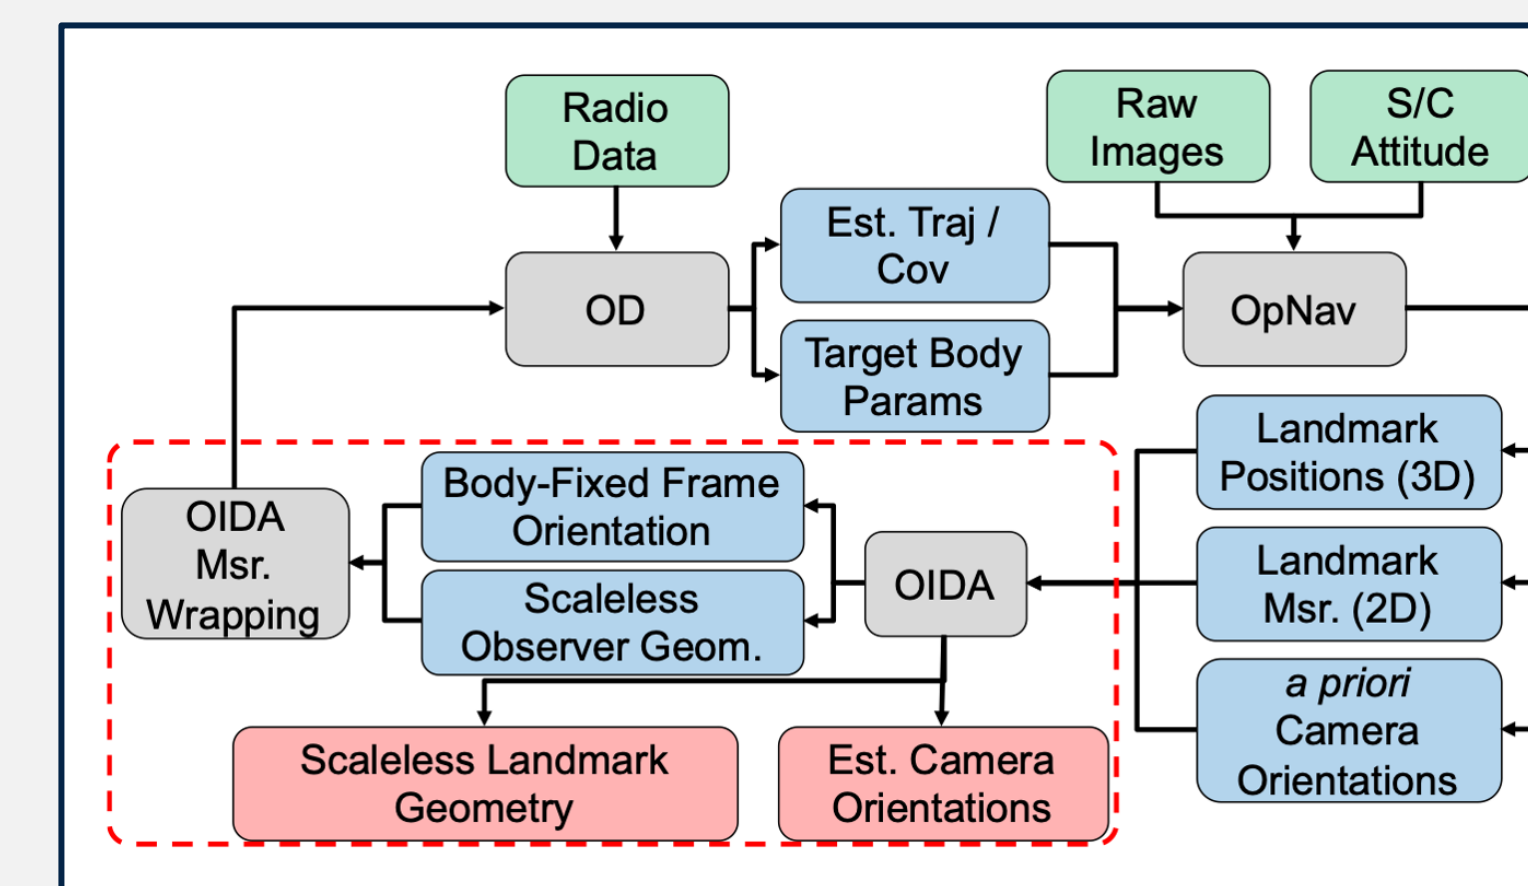 Radio
Data
Raw
Images
S/C
Attitude
Est. Traj /
Cov
OD
OpNav
Target Body
Params
Landmark
Positions (3D)
Body-Fixed Frame
Orientation
OIDA
Msr.
Wrapping
OIDA
Landmark
Msr. (2D)
Scaleless
Observer Geom.
a priori
Camera
Orientations
Scaleless Landmark
Geometry
Est. Camera
Orientations